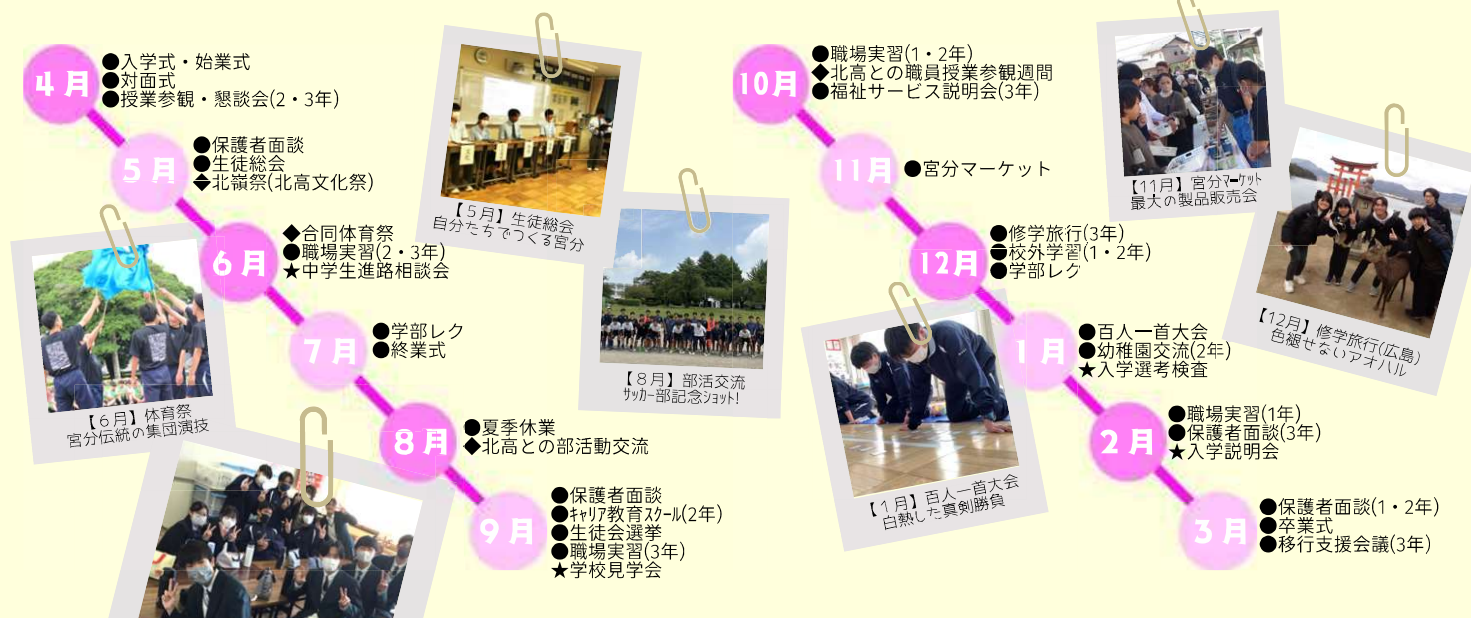 4月
●入学式・始業式
●対面式
●授業参観・懇談会(2・3年)
5月
●保護者面談
●生徒総会
◆北嶺祭(北高文化祭)
6月
◆合同体育祭
●職場実習(2・3年)
★中学生進路相談会
7月
●学部レク
●終業式
8月
●夏季休業
◆北高との部活動交流
9月
●保護者面談
●ｷｬﾘｱ教育ｽｸｰﾙ(2年)
●生徒会選挙
●職場実習(3年)
★学校見学会
【5月】生徒総会
自分たちでつくる宮分
【6月】体育祭
宮分伝統の集団演技
【8月】部活交流
ｻｯｶｰ部記念ｼｮｯﾄ!
10月
●職場実習(1・2年)
◆北高との職員授業参観週間
●福祉サービス説明会(3年)
11月
●宮分マーケット
12月
●修学旅行(3年)
●校外学習(1・2年)
●学部レク
1月
●百人一首大会
●幼稚園交流(2年)
★入学選考検査
2月
●職場実習(1年)
●保護者面談(3年)
★入学説明会
3月
●保護者面談(1・2年)
●卒業式
●移行支援会議(3年)
【11月】宮分ﾏｰｹｯﾄ
最大の製品販売会
【12月】修学旅行(広島)
色褪せないアオハル
【1月】百人一首大会
白熱した真剣勝負